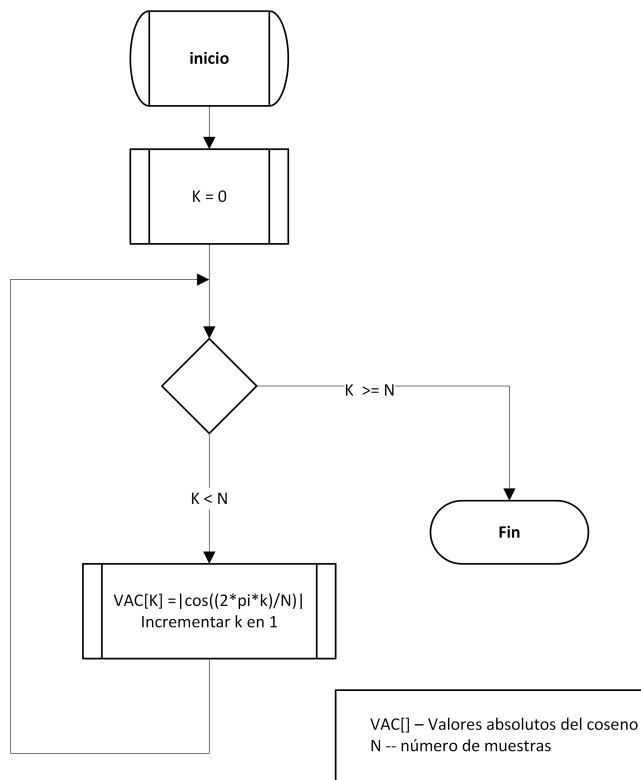 inicio
K = 0
K >= N
K < N
Fin
VAC[K] =|cos((2*pi*k)/N)|
Incrementar k en 1
VAC[] – Valores absolutos del coseno
N -- número de muestras